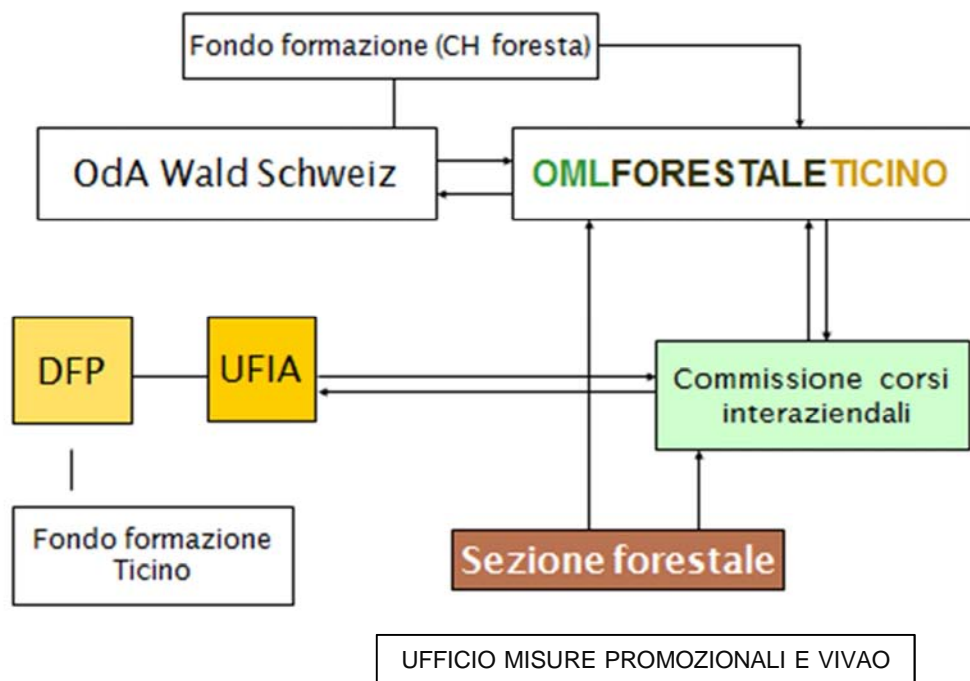 Fondo formazione (CH foresta)
OdA Wald Schweiz
OMLFORESTALETICINO
DFP
UFIA
Commissione corsi
interaziendali
Fondo formazione
Ticino
Sezione forestale
UFFICIO MISURE PROMOZIONALI E VIVAO